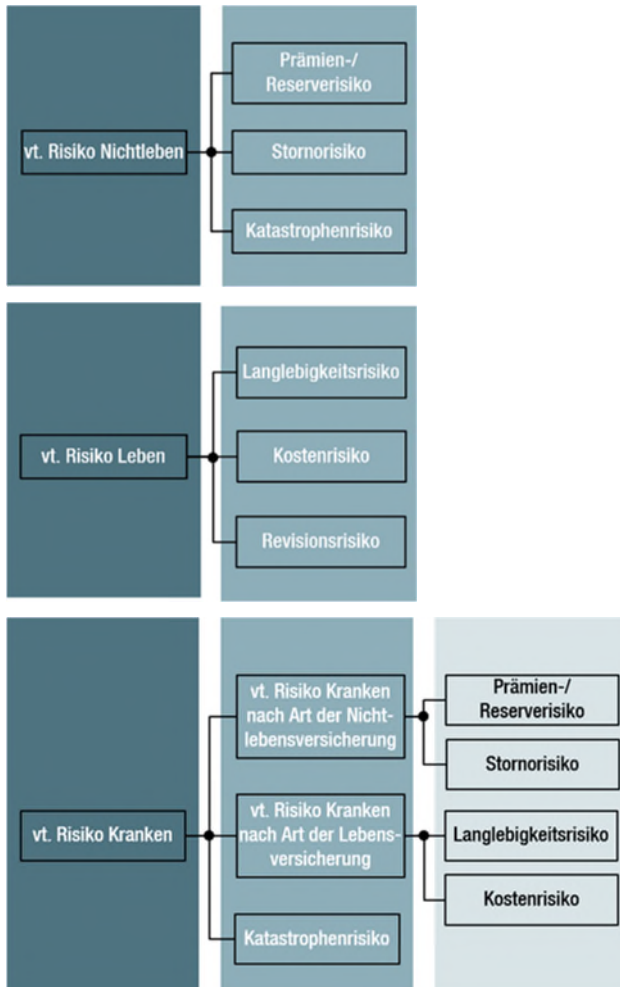 Prämien-/
Reserverisiko
vt. Risiko Nichtleben
Stornorisiko
Katastrophenrisiko
Langlebigkeitsrisiko
vt. Risiko Leben
Kostenrisiko
Revisionsrisiko
vt. Risiko Kranken
nach Art der Nicht-
lebensversicherung
Prämien-/
Reserverisiko
Stornorisiko
vt. Risiko Kranken
vt. Risiko Kranken
nach Art der Lebens-
versicherung
Langlebigkeitsrisiko
Kostenrisiko
Katastrophenrisiko